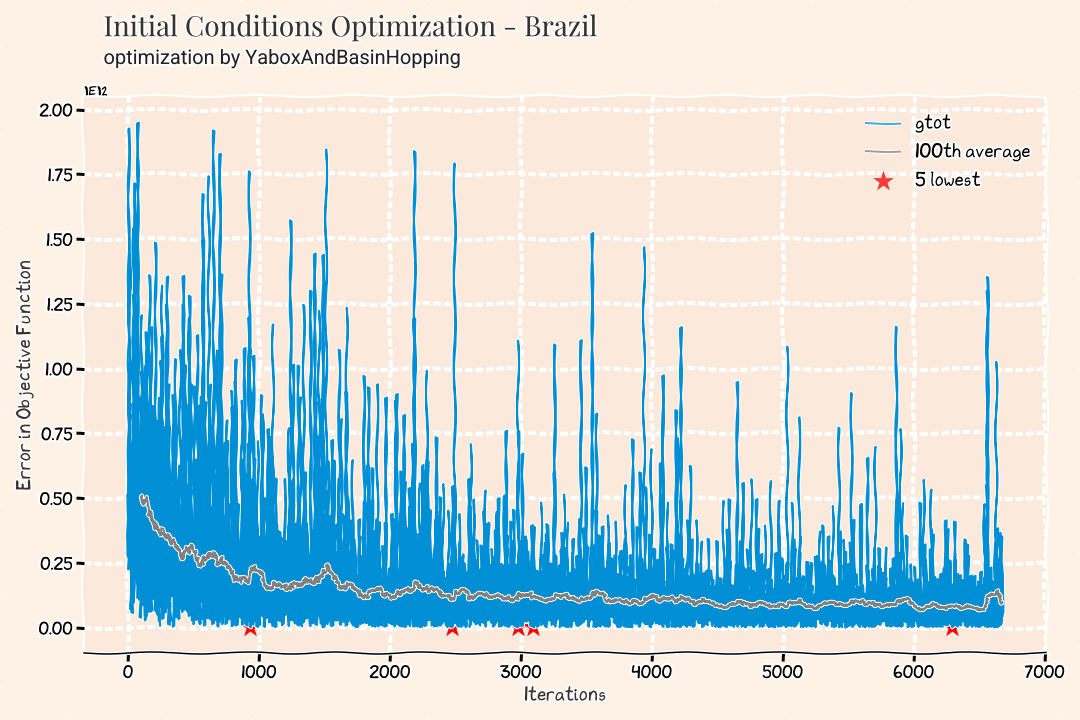 Initial Conditions Optimization - Brazil
optimization by YaboxAndBasinHopping
1E12
2.00
1.75
1.50
1.25
1.00
0.75
0.50
0.25
0.00
Error in Objective Function
gtot
100th average
5 lowest
0 1000 2000 3000 4000 5000 6000 7000
Iterations